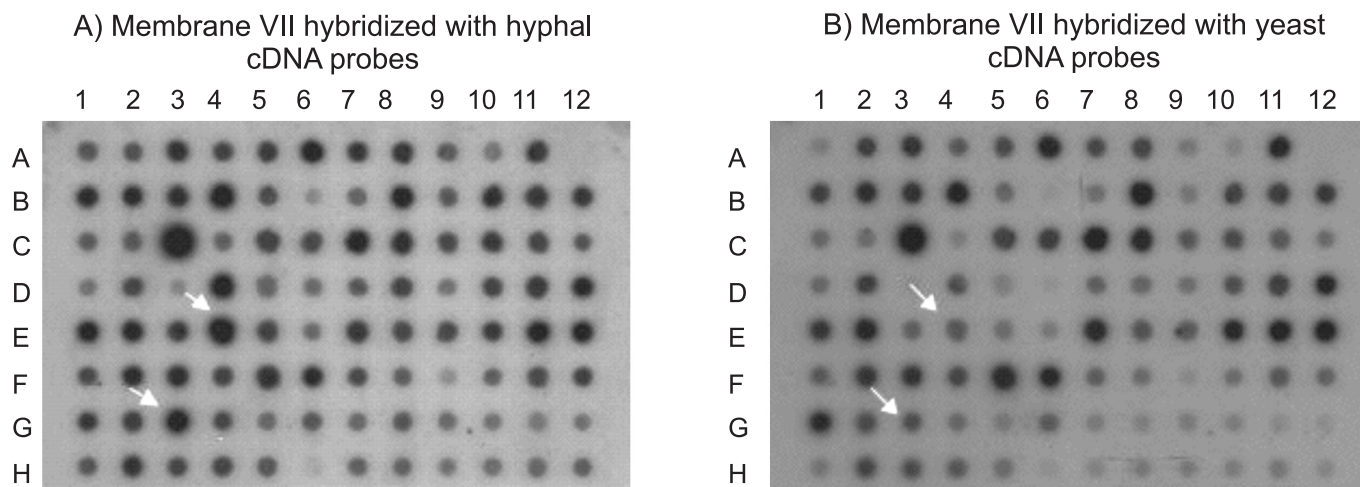 A) Membrane VII hybridized with hyphal
cDNA probes
1 2 3 4 5 6 7 8 9 10 11 12
A
B
C
D
E
F
G
H
B) Membrane VII hybridized with yeast
cDNA probes
1 2 3 4 5 6 7 8 9 10 11 12
A
B
C
D
E
F
G
H